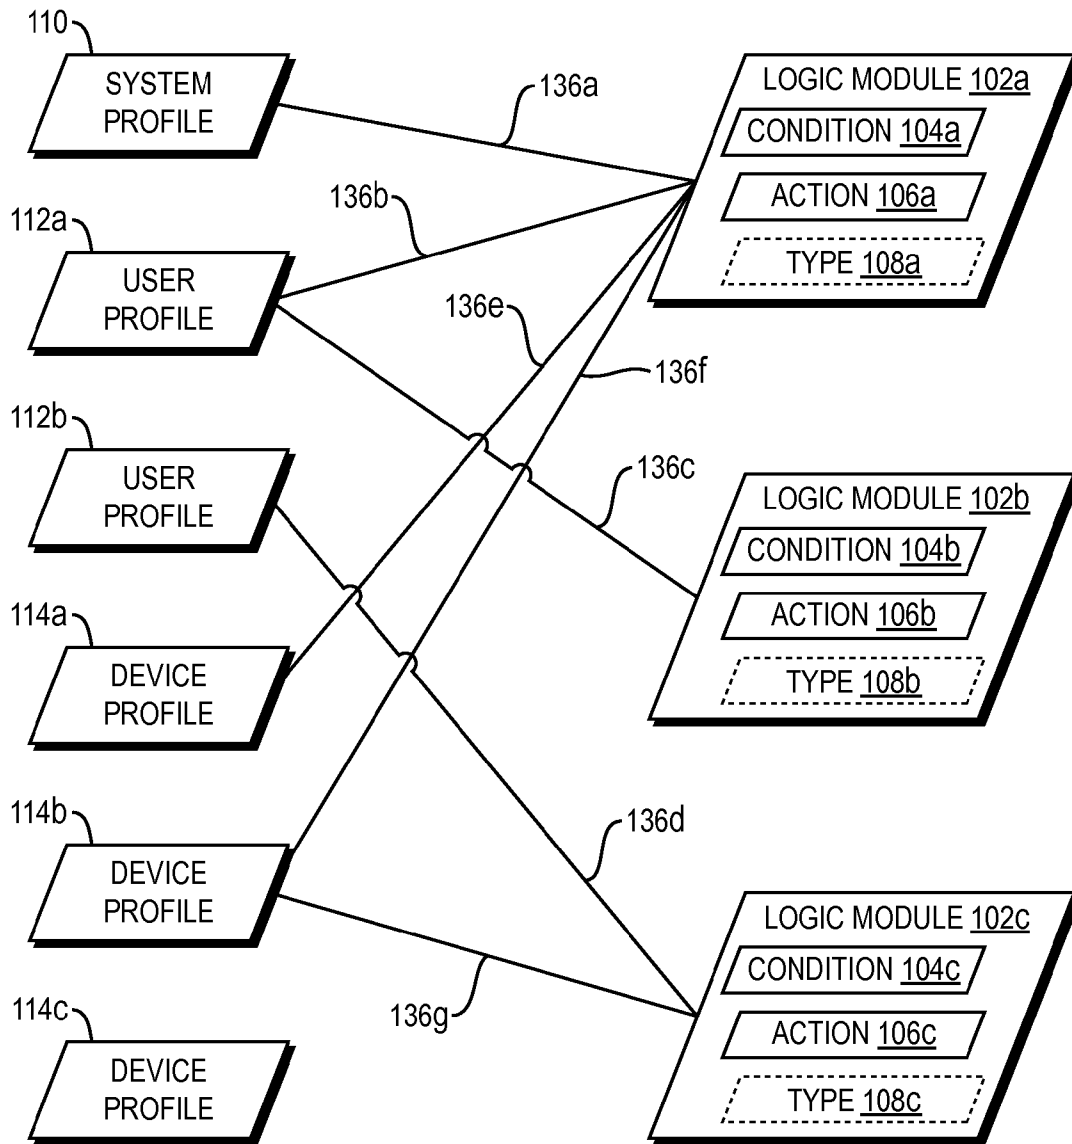 110
SYSTEM
PROFILE
136a
LOGIC MODULE 102a
CONDITION 104a
ACTION 106a
TYPE 108a
112a
USER
PROFILE
136b
136e
136f
112b
USER
PROFILE
136c
LOGIC MODULE 102b
CONDITION 104b
ACTION 106b
TYPE 108b
114a
DEVICE
PROFILE
114b
DEVICE
PROFILE
136d
136g
LOGIC MODULE 102c
CONDITION 104c
ACTION 106c
TYPE 108c
114c
DEVICE
PROFILE